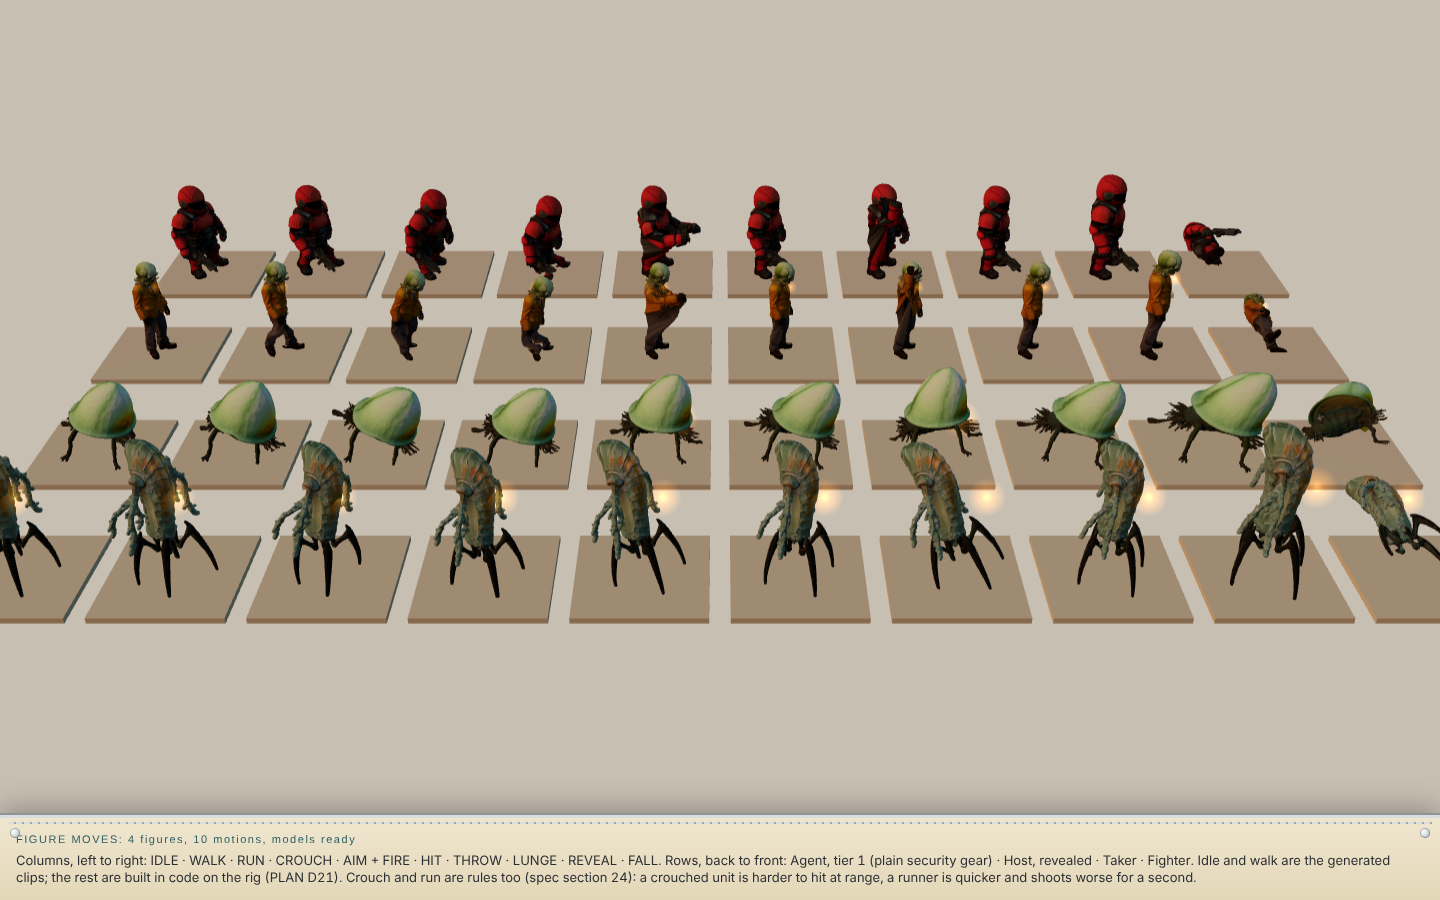 FIGURE MOVES: 4 figures, 10 motions, models ready
Columns, left to right: IDLE · WALK · RUN · CROUCH · AIM + FIRE · HIT · THROW · LUNGE · REVEAL · FALL. Rows, back to front: Agent, tier 1 (plain security gear) · Host, revealed · Taker · Fighter. Idle and walk are the generated
clips; the rest are built in code on the rig (PLAN D21). Crouch and run are rules too (spec section 24): a crouched unit is harder to hit at range, a runner is quicker and shoots worse for a second.